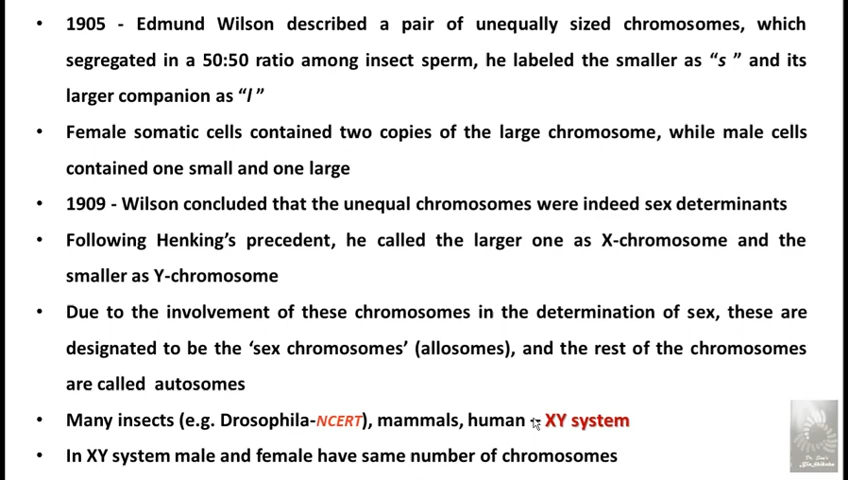 • 1905 - Edmund Wilson described a pair of unequally sized chromosomes, which
segregated in a 50:50 ratio among insect sperm, he labeled the smaller as “s ” and its
larger companion as “l ”
• Female somatic cells contained two copies of the large chromosome, while male cells
contained one small and one large
• 1909 - Wilson concluded that the unequal chromosomes were indeed sex determinants
• Following Henking’s precedent, he called the larger one as X-chromosome and the
smaller as Y-chromosome
• Due to the involvement of these chromosomes in the determination of sex, these are
designated to be the ‘sex chromosomes’ (allosomes), and the rest of the chromosomes
are called autosomes
• Many insects (e.g. Drosophila-NCERT), mammals, human - XY system
• In XY system male and female have same number of chromosomes